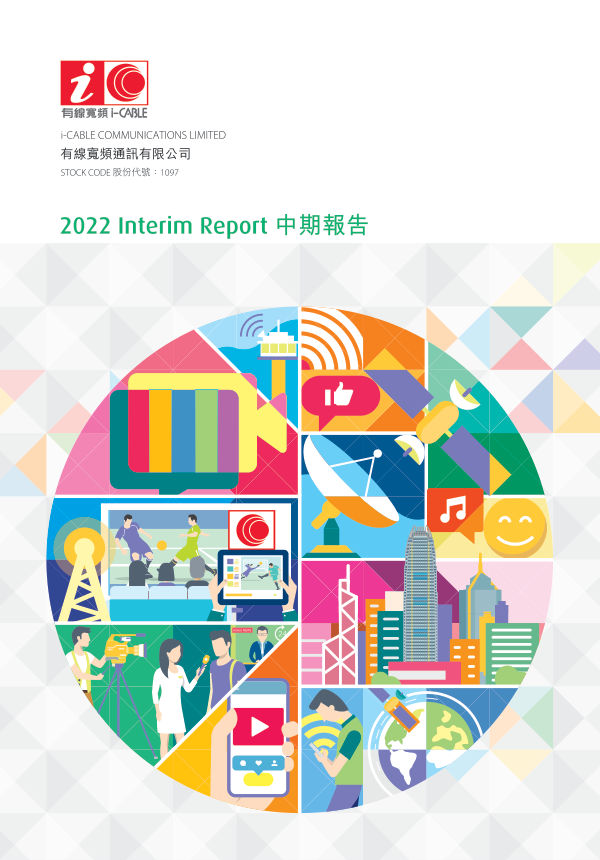 有線寬頻 i-CABLE
i-CABLE COMMUNICATIONS LIMITED
有線寬頻通訊有限公司
STOCK CODE 股份代號：1097
2022 Interim Report 中期報告